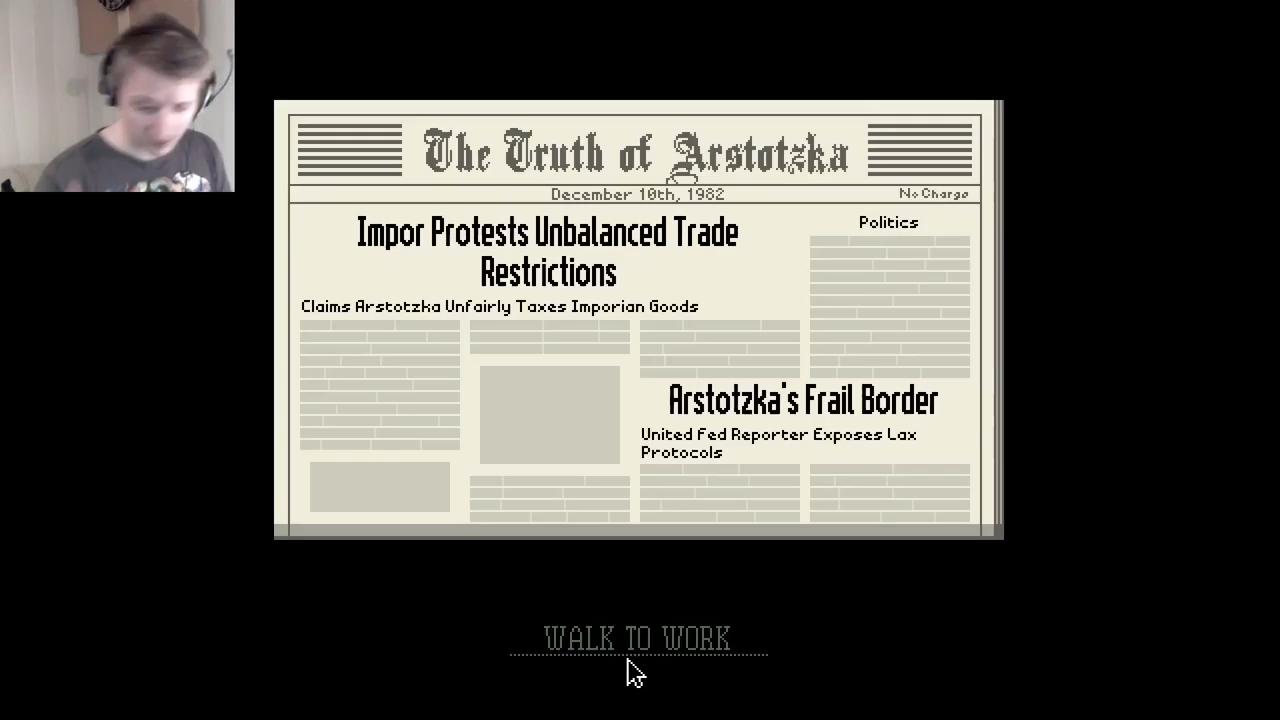 The Truth of Arstotzka
December 10th, 1982
No Charge
Impor Protests Unbalanced Trade
Restrictions
Claims Arstotzka Unfairly Taxes Imporian Goods
Politics
Arstotzka's Frail Border
United Fed Reporter Exposes Lax
Protocols
WALK TO WORK